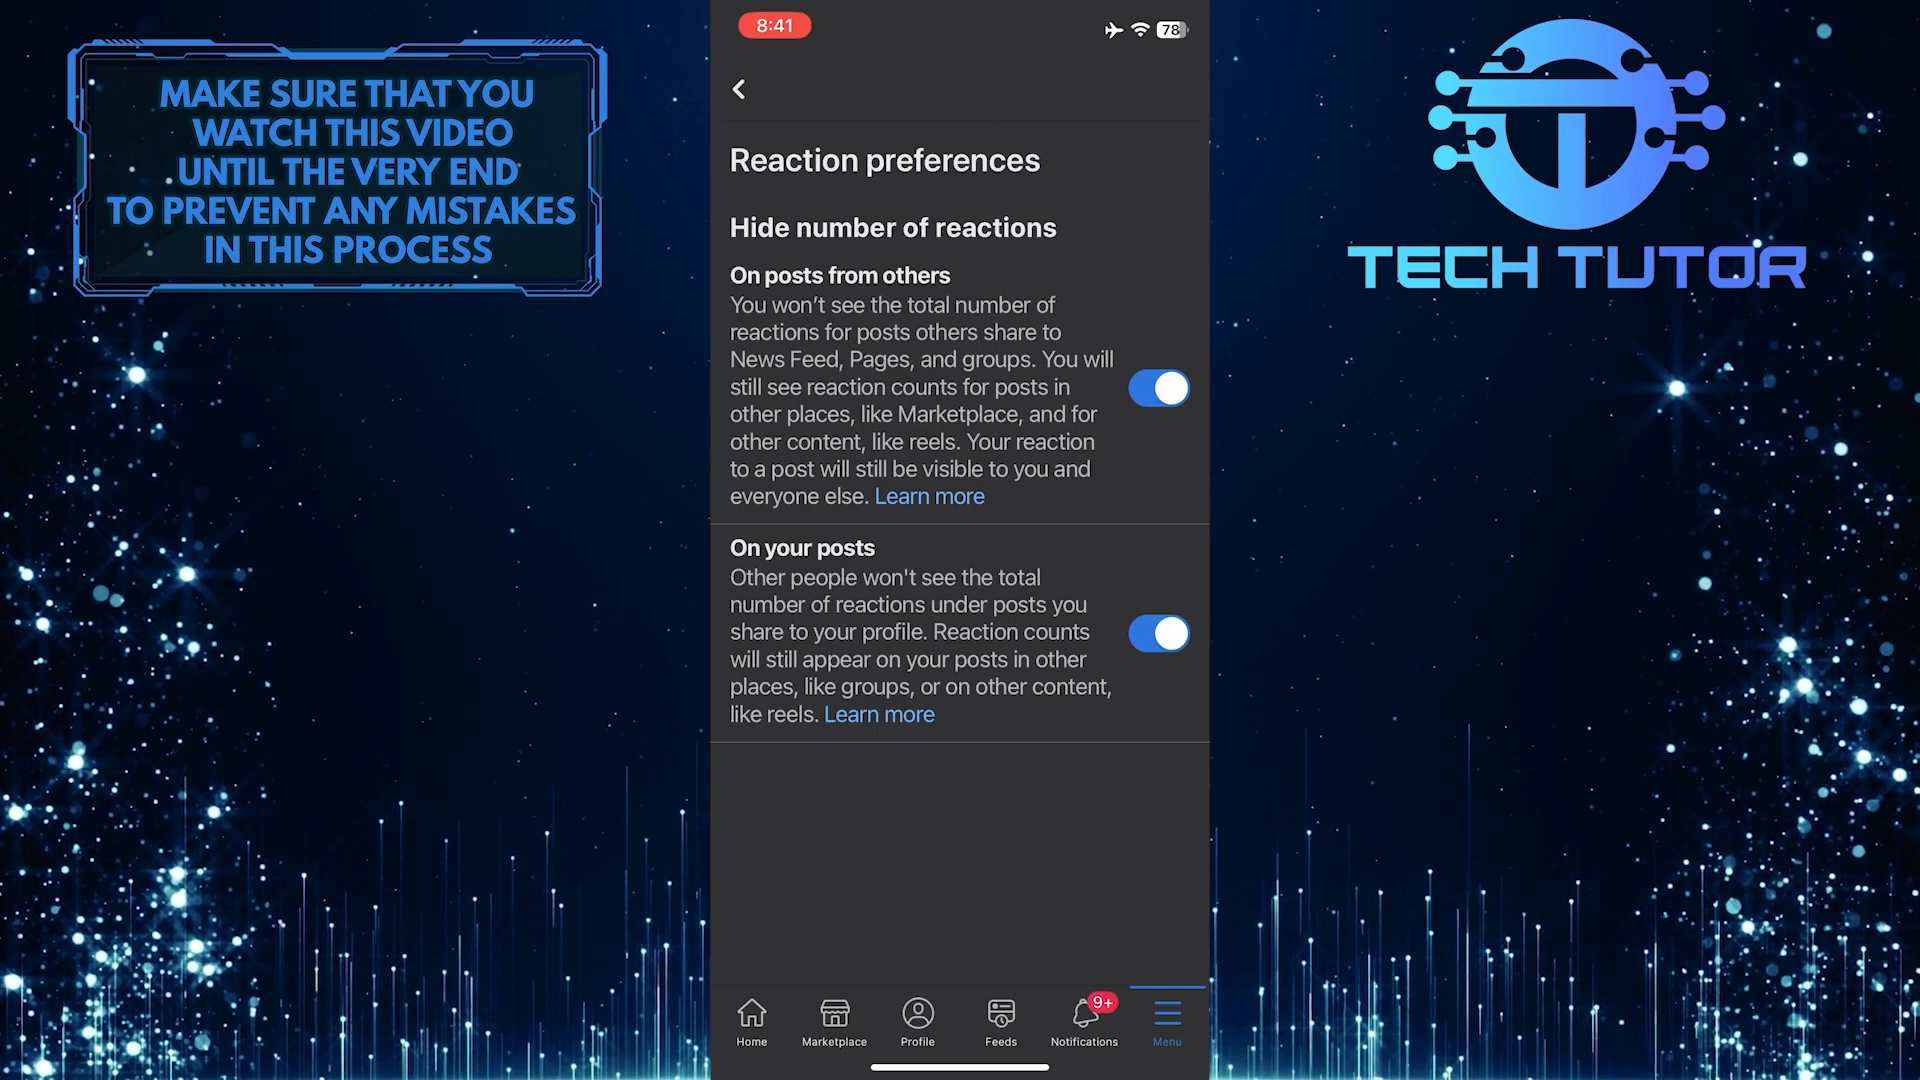 MAKE SURE THAT YOU
WATCH THIS VIDEO
UNTIL THE VERY END
TO PREVENT ANY MISTAKES
IN THIS PROCESS
8:41
78
Reaction preferences
Hide number of reactions
On posts from others
You won’t see the total number of
reactions for posts others share to
News Feed, Pages, and groups. You will
still see reaction counts for posts in
other places, like Marketplace, and for
other content, like reels. Your reaction
to a post will still be visible to you and
everyone else. Learn more
On your posts
Other people won't see the total
number of reactions under posts you
share to your profile. Reaction counts
will still appear on your posts in other
places, like groups, or on other content,
like reels. Learn more
9+
Home Marketplace Profile Feeds Notifications Menu
TECH TUTOR